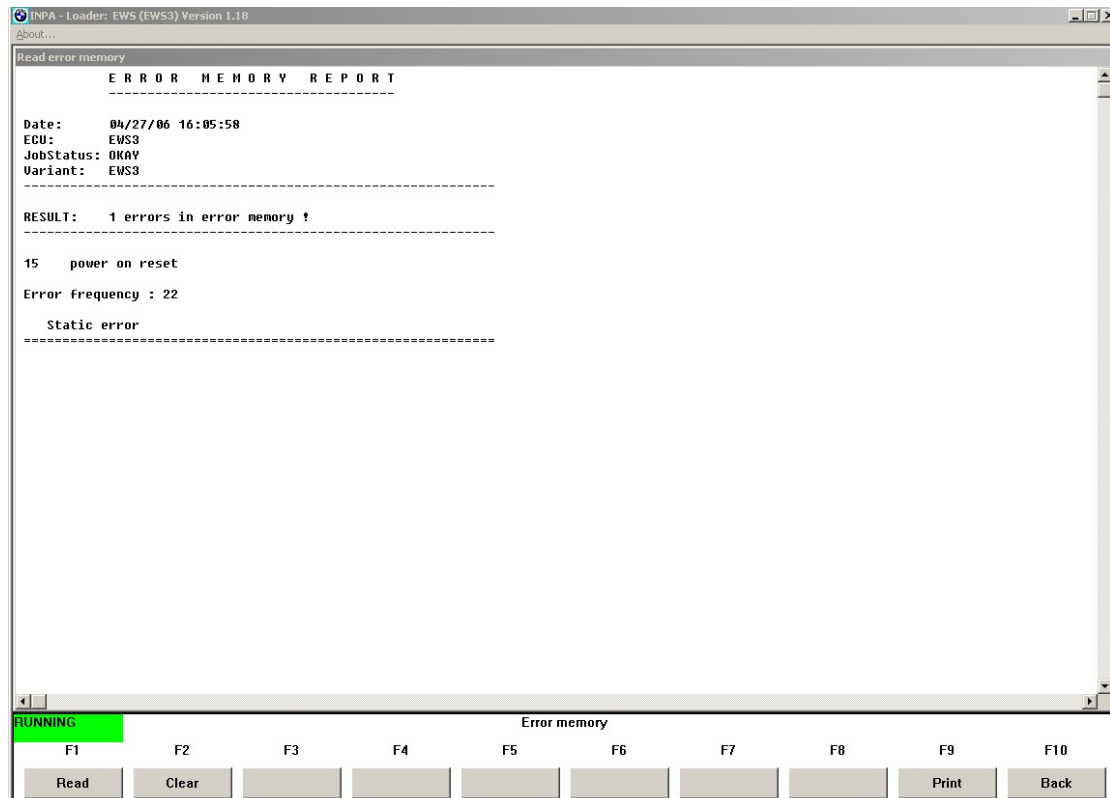 INPA - Loader: EWS (EWS3) Version 1.18
About...
Read error memory
E R R O R   M E M O R Y   R E P O R T
-------------------------------------
Date: 04/27/06 16:05:58
ECU: EWS3
JobStatus: OKAY
Variant: EWS3
-------------------------------------------------------------
RESULT: 1 errors in error memory !
-------------------------------------------------------------
15 power on reset
Error frequency : 22
Static error
=============================================================
RUNNING Error memory
F1 F2 F3 F4 F5 F6 F7 F8 F9 F10
Read Clear Print Back